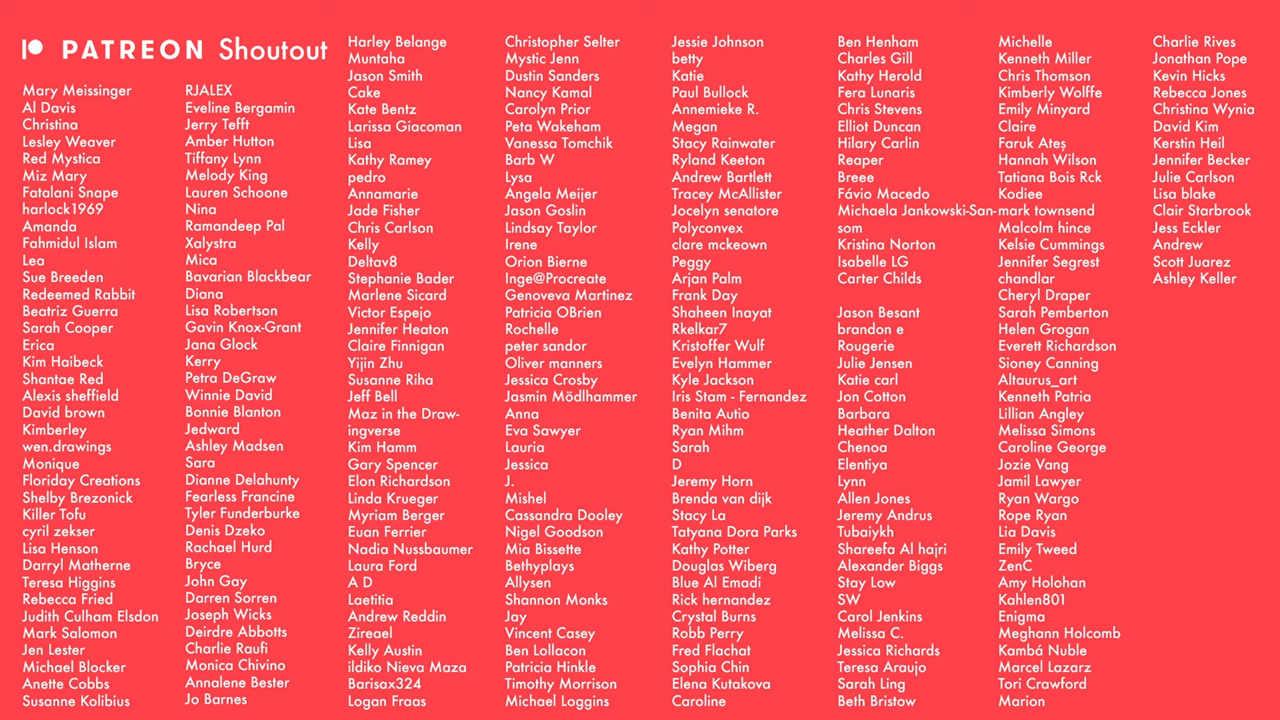 PATREON Shoutout
Mary Meissinger
Al Davis
Christina
Lesley Weaver
Red Mystica
Miz Mary
Fatalani Snape
harlock1969
Amanda
Fahmidul Islam
Lea
Sue Breeden
Redeemed Rabbit
Beatriz Guerra
Sarah Cooper
Erica
Kim Haibeck
Shantae Red
Alexis sheffield
David brown
Kimberley
wen.drawings
Monique
Floriday Creations
Shelby Brezonick
Killer Tofu
cyril zekser
Lisa Henson
Darryl Matherne
Teresa Higgins
Rebecca Fried
Judith Culham Elsdon
Mark Salomon
Jen Lester
Michael Blocker
Anette Cobbs
Susanne Kolibius
RJALEX
Eveline Bergamin
Jerry Tefft
Amber Hutton
Tiffany Lynn
Melody King
Lauren Schoone
Nina
Ramandeep Pal
Xalystra
Mica
Bavarian Blackbear
Diana
Lisa Robertson
Gavin Knox-Grant
Jana Glock
Kerry
Petra DeGraw
Winnie David
Bonnie Blanton
Jedward
Ashley Madsen
Sara
Dianne Delahunty
Fearless Francine
Tyler Funderburke
Denis Dzeko
Rachael Hurd
Bryce
John Gay
Darren Sorren
Joseph Wicks
Deirdre Abbotts
Charlie Raufi
Monica Chivino
Annalene Bester
Jo Barnes
Harley Belange
Muntaha
Jason Smith
Cake
Kate Bentz
Larissa Giacoman
Lisa
Kathy Ramey
pedro
Annamarie
Jade Fisher
Chris Carlson
Kelly
Deltav8
Stephanie Bader
Marlene Sicard
Victor Espejo
Jennifer Heaton
Claire Finnigan
Yijin Zhu
Susanne Riha
Jeff Bell
Maz in the Draw-
ingverse
Kim Hamm
Gary Spencer
Elon Richardson
Linda Krueger
Myriam Berger
Euan Ferrier
Nadia Nussbaumer
Laura Ford
A D
Laetitia
Andrew Reddin
Zireael
Kelly Austin
ildiko Nieva Maza
Barisax324
Logan Fraas
Christopher Selter
Mystic Jenn
Dustin Sanders
Nancy Kamal
Carolyn Prior
Peta Wakeham
Vanessa Tomchik
Barb W
Lysa
Angela Meijer
Jason Goslin
Lindsay Taylor
Irene
Orion Bierne
Inge@Procreate
Genoveva Martinez
Patricia OBrien
Rochelle
peter sandor
Oliver manners
Jessica Crosby
Jasmin Mödlhammer
Anna
Eva Sawyer
Lauria
Jessica
J.
Mishel
Cassandra Dooley
Nigel Goodson
Mia Bissette
Bethyplays
Allysen
Shannon Monks
Jay
Vincent Casey
Ben Lollacon
Patricia Hinkle
Timothy Morrison
Michael Loggins
Jessie Johnson
betty
Katie
Paul Bullock
Annemieke R.
Megan
Stacy Rainwater
Ryland Keeton
Andrew Bartlett
Tracey McAllister
Jocelyn senatore
Polyconvex
clare mckeown
Peggy
Arjan Palm
Frank Day
Shaheen Inayat
Rkelkar7
Kristoffer Wulf
Evelyn Hammer
Kyle Jackson
Iris Stam - Fernandez
Benita Autio
Ryan Mihm
Sarah
D
Jeremy Horn
Brenda van dijk
Stacy La
Tatyana Dora Parks
Kathy Potter
Douglas Wiberg
Blue Al Emadi
Rick hernandez
Crystal Burns
Robb Perry
Fred Flachat
Sophia Chin
Elena Kutakova
Caroline
Ben Henham
Charles Gill
Kathy Herold
Fera Lunaris
Chris Stevens
Elliot Duncan
Hilary Carlin
Reaper
Breee
Fávio Macedo
Michaela Jankowski-San-
som
Kristina Norton
Isabelle LG
Carter Childs
Jason Besant
brandon e
Rougerie
Julie Jensen
Katie carl
Jon Cotton
Barbara
Heather Dalton
Chenoa
Elentiya
Lynn
Allen Jones
Jeremy Andrus
Tubaiykh
Shareefa Al hajri
Alexander Biggs
Stay Low
SW
Carol Jenkins
Melissa C.
Jessica Richards
Teresa Araujo
Sarah Ling
Beth Bristow
Michelle
Kenneth Miller
Chris Thomson
Kimberly Wolffe
Emily Minyard
Claire
Faruk Ateş
Hannah Wilson
Tatiana Bois Rck
Kodiee
mark townsend
Malcolm hince
Kelsie Cummings
Jennifer Segrest
chandlar
Cheryl Draper
Sarah Pemberton
Helen Grogan
Everett Richardson
Sioney Canning
Altaurus_art
Kenneth Patria
Lillian Angley
Melissa Simons
Caroline George
Jozie Vang
Jamil Lawyer
Ryan Wargo
Rope Ryan
Lia Davis
Emily Tweed
ZenC
Amy Holohan
Kahlen801
Enigma
Meghann Holcomb
Kambá Nuble
Marcel Lazarz
Tori Crawford
Marion
Charlie Rives
Jonathan Pope
Kevin Hicks
Rebecca Jones
Christina Wynia
David Kim
Kerstin Heil
Jennifer Becker
Julie Carlson
Lisa blake
Clair Starbrook
Jess Eckler
Andrew
Scott Juarez
Ashley Keller